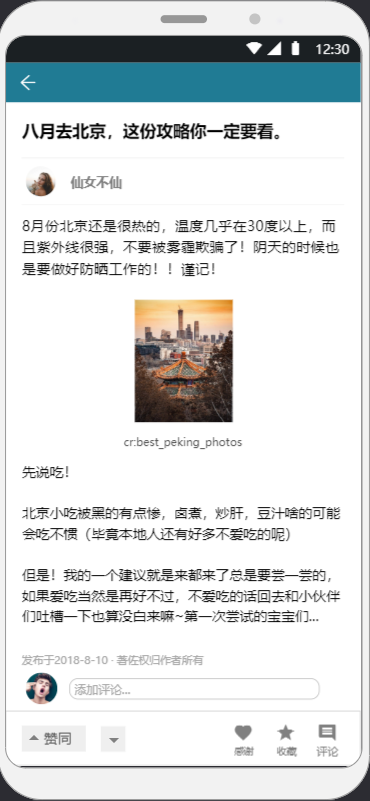 12:30
八月去北京，这份攻略你一定要看。
仙女不仙
8月份北京还是很热的，温度几乎在30度以上，而
且紫外线很强，不要被雾霾欺骗了！阴天的时候也
是要做好防晒工作的！！谨记！
cr:best_peking_photos
先说吃！
北京小吃被黑的有点惨，卤煮，炒肝，豆汁啥的可能
会吃不惯（毕竟本地人还有好多不爱吃的呢）
但是！我的一个建议就是来都来了总是要尝一尝的，
如果爱吃当然是再好不过，不爱吃的话回去和小伙伴
们吐槽一下也算没白来嘛~第一次尝试的宝宝们...
发布于2018-8-10 · 著佐权归作者所有
添加评论...
赞同
感谢 收藏 评论